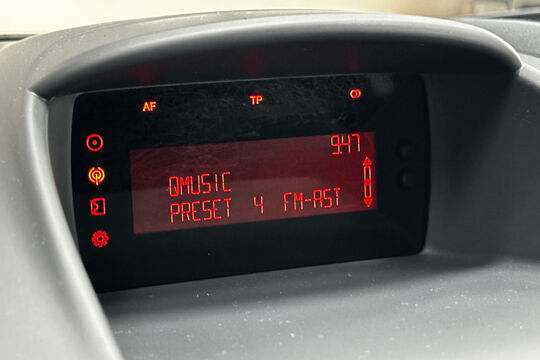 AF TP
9:47
QMUSIC
PRESET 4 FM-AST